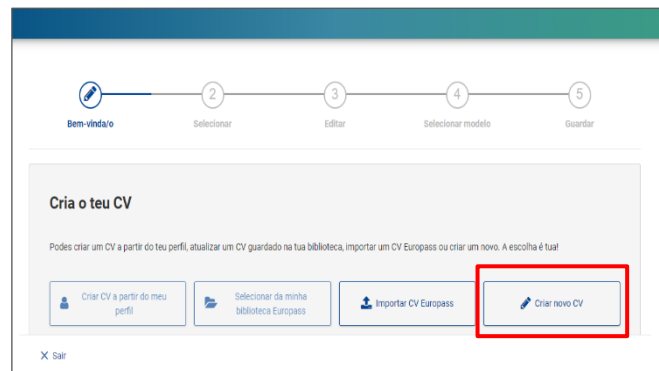 2 3 4 5
Bem-vinda/o Selecionar Editar Selecionar modelo Guardar
Cria o teu CV
Podes criar um CV a partir do teu perfil, atualizar um CV guardado na tua biblioteca, importar um CV Europass ou criar um novo. A escolha é tua!
Criar CV a partir do meu
perfil
Selecionar da minha
biblioteca Europass
Importar CV Europass
Criar novo CV
Sair